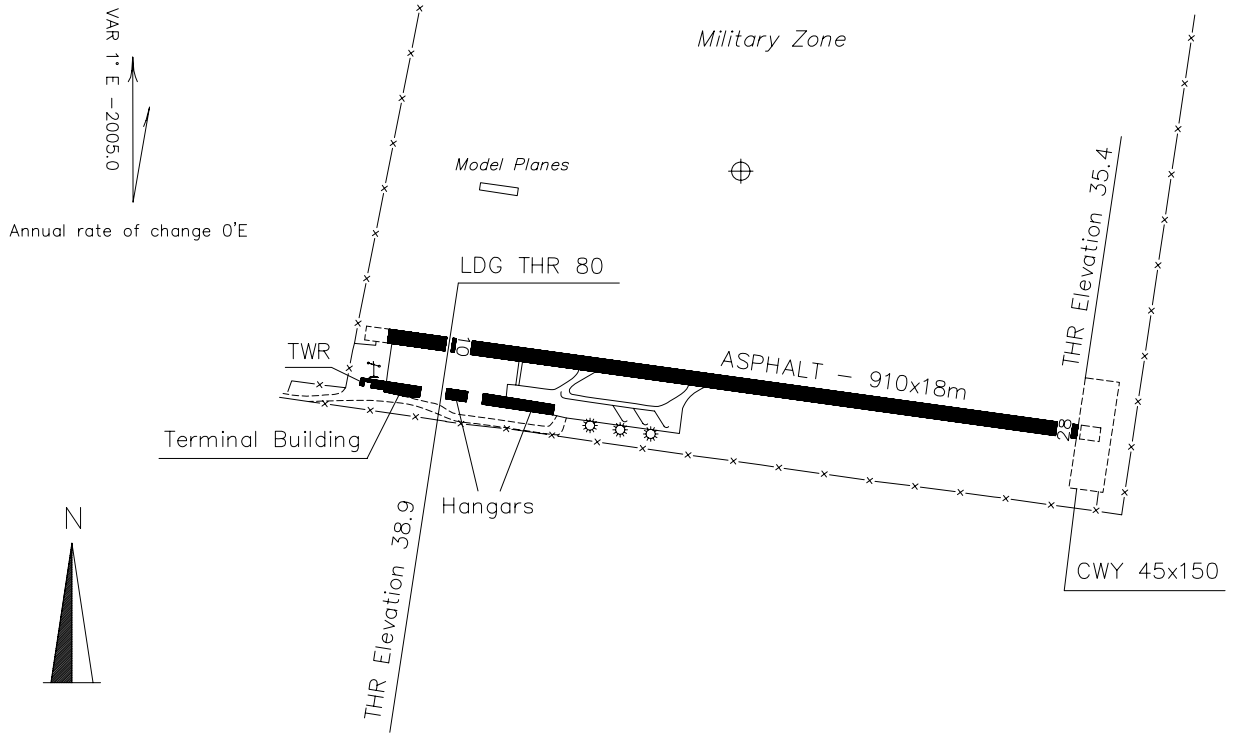 Military Zone
VAR 1° E -2005.0
Annual rate of change 0'E
Model Planes
THR Elevation 35.4
LDG THR 80
10
TWR
ASPHALT - 910x18m
28
Terminal Building
Hangars
THR Elevation 38.9
N
CWY 45x150